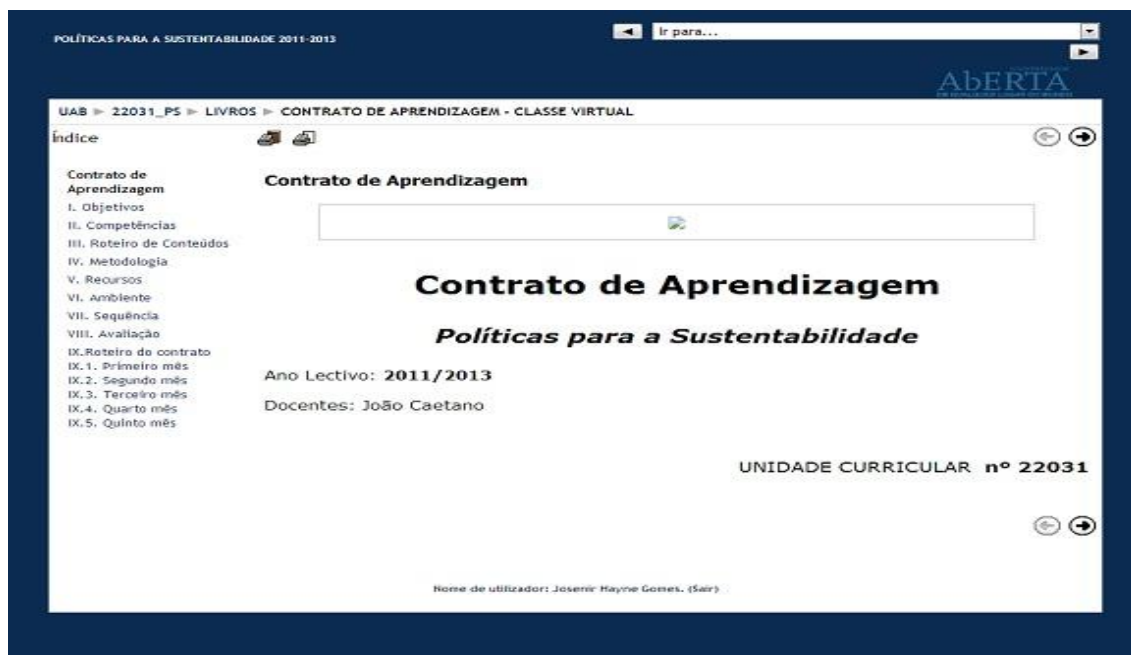 POLÍTICAS PARA A SUSTENTABILIDADE 2011-2013
Ir para...
AbERTA
UAB ► 22031_PS ► LIVROS ► CONTRATO DE APRENDIZAGEM - CLASSE VIRTUAL
Índice
Contrato de
Aprendizagem
I. Objetivos
II. Competências
III. Roteiro de Conteúdos
IV. Metodologia
V. Recursos
VI. Ambiente
VII. Sequência
VIII. Avaliação
IX.Roteiro do contrato
IX.1. Primeiro mês
IX.2. Segundo mês
IX.3. Terceiro mês
IX.4. Quarto mês
IX.5. Quinto mês
Contrato de Aprendizagem
Contrato de Aprendizagem
Políticas para a Sustentabilidade
Ano Lectivo: 2011/2013
Docentes: João Caetano
UNIDADE CURRICULAR nº 22031
Nome de utilizador: Josenir Hayne Gomes. (Sair)